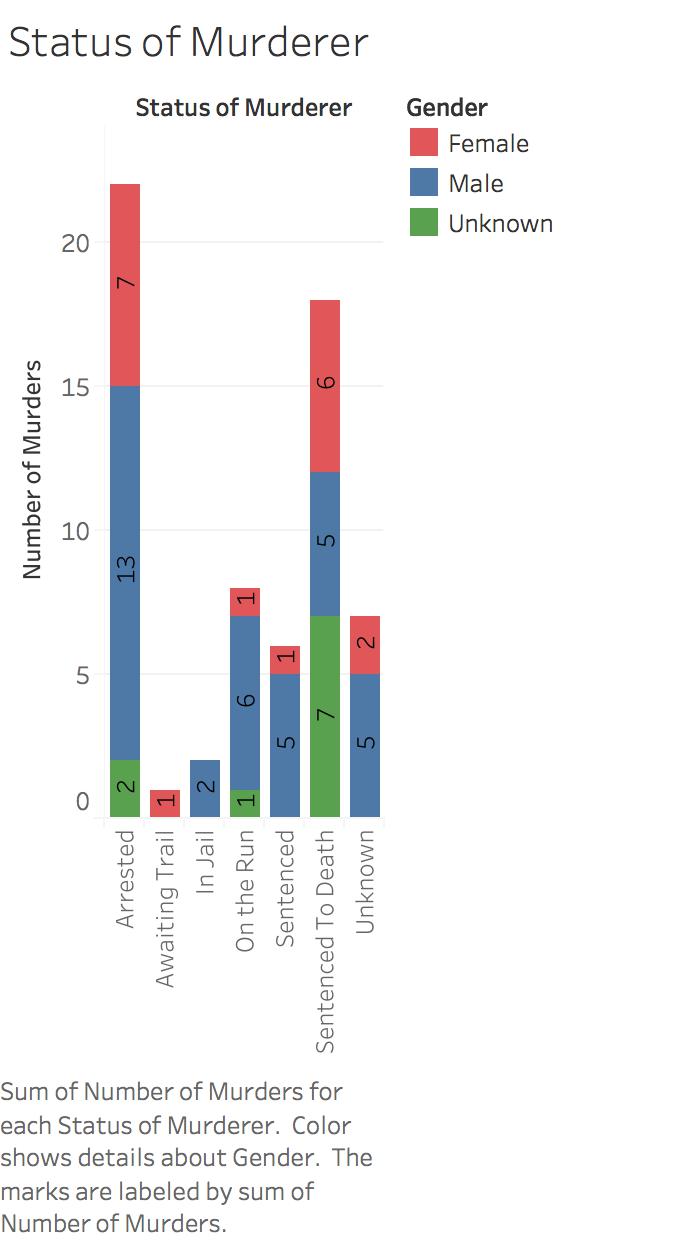 Status of Murderer
Status of Murderer
Gender
Female
Male
Unknown
Number of Murders
20
15
10
5
0
7
13
2
1
2
1
6
1
1
5
6
5
7
2
5
Arrested
Awaiting Trail
In Jail
On the Run
Sentenced
Sentenced To Death
Unknown
Sum of Number of Murders for
each Status of Murderer. Color
shows details about Gender. The
marks are labeled by sum of
Number of Murders.